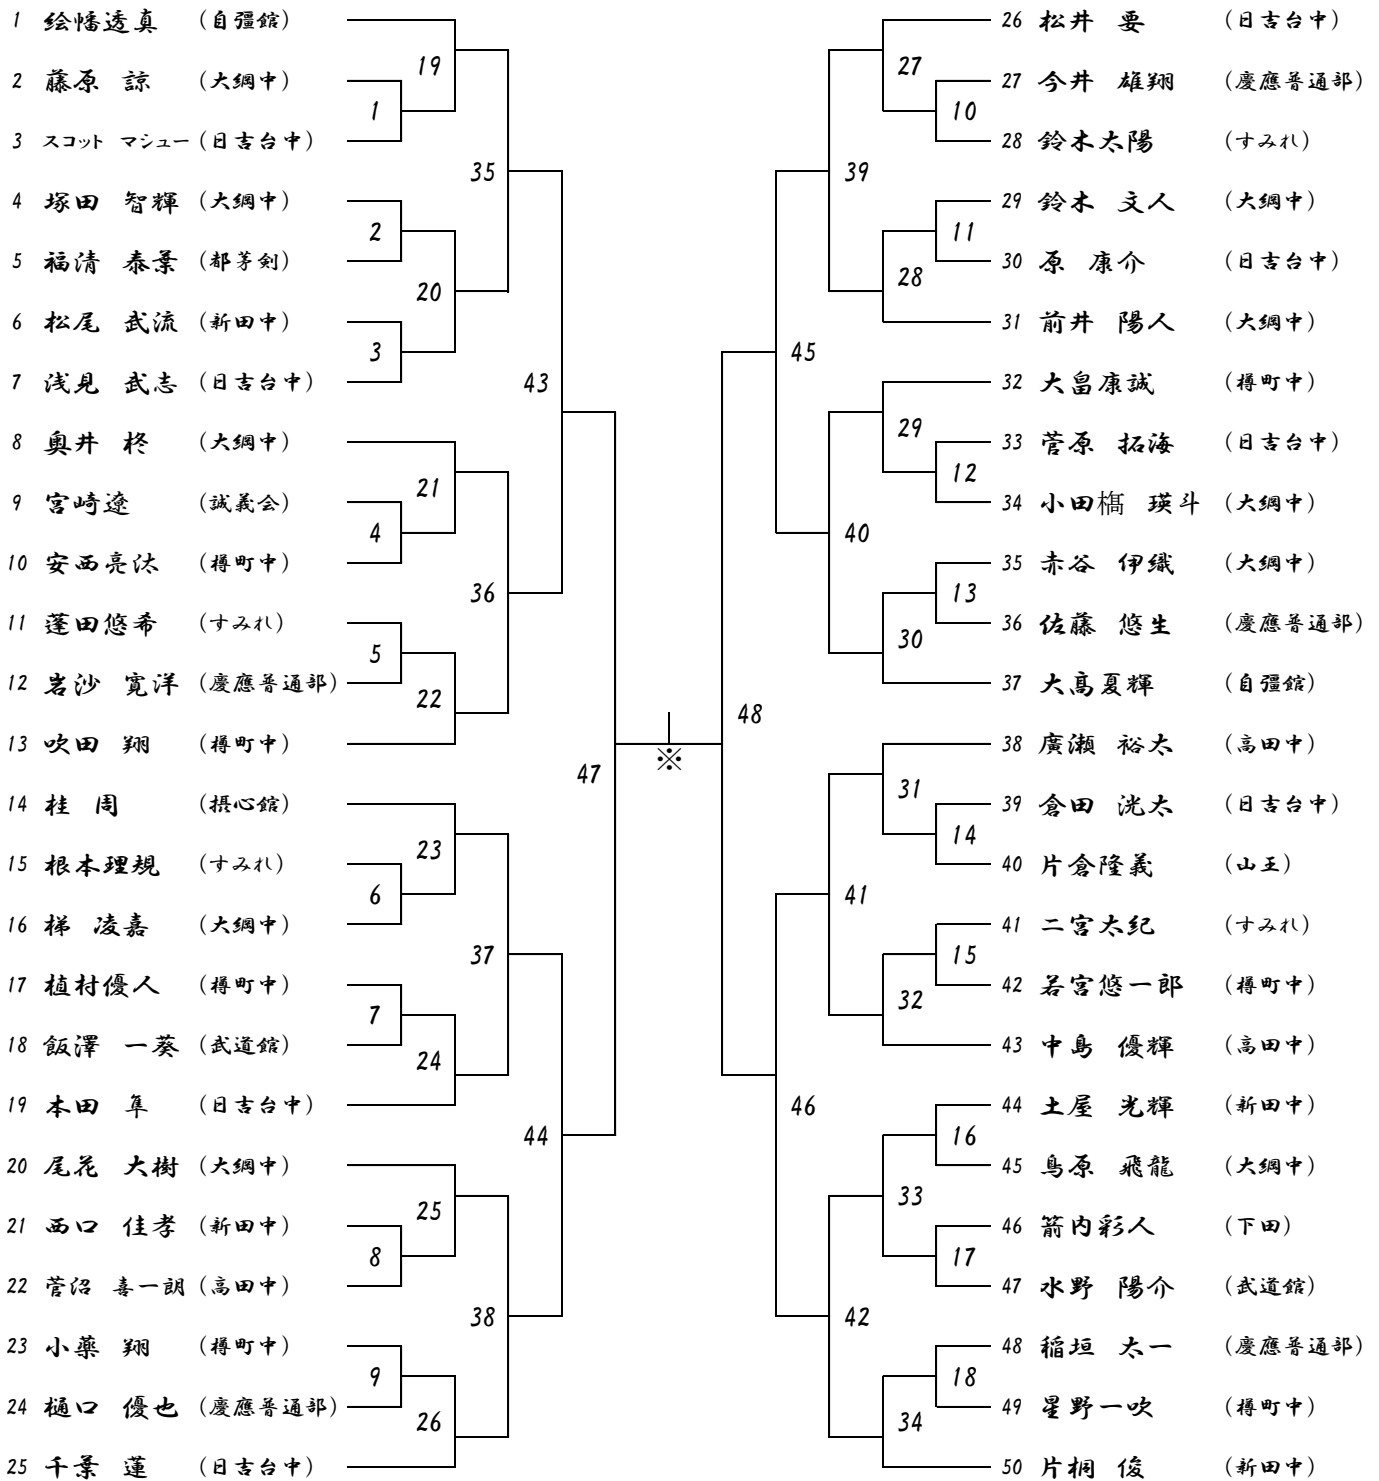 1 絵幡透真 (自彊館)
2 藤原 諒 (大綱中)
3 スコット マシュー (日吉台中)
4 塚田 智輝 (大綱中)
5 福清 泰葉 (都茅剣)
6 松尾 武流 (新田中)
7 浅見 武志 (日吉台中)
8 奥井 柊 (大綱中)
9 宮崎遼 (誠義会)
10 安西亮汰 (樽町中)
11 蓬田悠希 (すみれ)
12 岩沙 寛洋 (慶應普通部)
13 吹田 翔 (樽町中)
14 桂 周 (摂心館)
15 根本理規 (すみれ)
16 梯 凌嘉 (大綱中)
17 植村優人 (樽町中)
18 飯澤 一葵 (武道館)
19 本田 隼 (日吉台中)
20 尾花 大樹 (大綱中)
21 西口 佳孝 (新田中)
22 菅沼 喜一朗 (高田中)
23 小薬 翔 (樽町中)
24 樋口 優也 (慶應普通部)
25 千葉 蓮 (日吉台中)
1
2
3
4
5
6
7
8
9
19
20
21
22
23
24
25
26
35
36
37
38
43
44
47
※
48
45
46
39
40
41
42
27
28
29
30
31
32
33
34
10
11
12
13
14
15
16
17
18
26 松井 要 (日吉台中)
27 今井 雄翔 (慶應普通部)
28 鈴木太陽 (すみれ)
29 鈴木 文人 (大綱中)
30 原 康介 (日吉台中)
31 前井 陽人 (大綱中)
32 大畠康誠 (樽町中)
33 菅原 拓海 (日吉台中)
34 小田槗 瑛斗 (大綱中)
35 赤谷 伊織 (大綱中)
36 佐藤 悠生 (慶應普通部)
37 大髙夏輝 (自彊館)
38 廣瀬 裕太 (高田中)
39 倉田 洸太 (日吉台中)
40 片倉隆義 (山王)
41 二宮太紀 (すみれ)
42 若宮悠一郎 (樽町中)
43 中島 優輝 (高田中)
44 土屋 光輝 (新田中)
45 鳥原 飛龍 (大綱中)
46 箭内彩人 (下田)
47 水野 陽介 (武道館)
48 稲垣 太一 (慶應普通部)
49 星野一吹 (樽町中)
50 片桐 俊 (新田中)